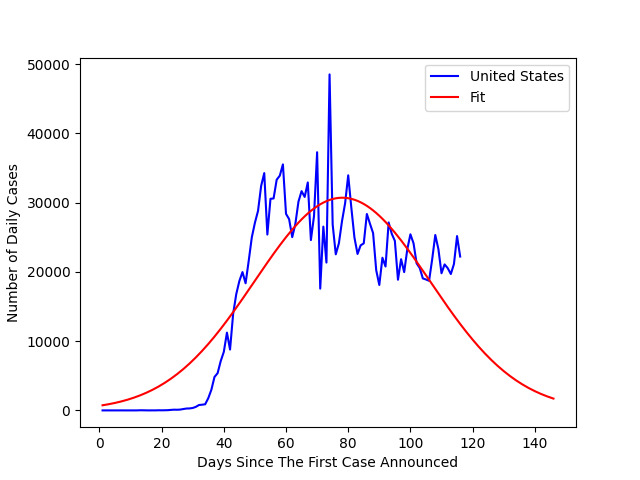 50000
40000
30000
20000
10000
0
Number of Daily Cases
United States
Fit
0 20 40 60 80 100 120 140
Days Since The First Case Announced